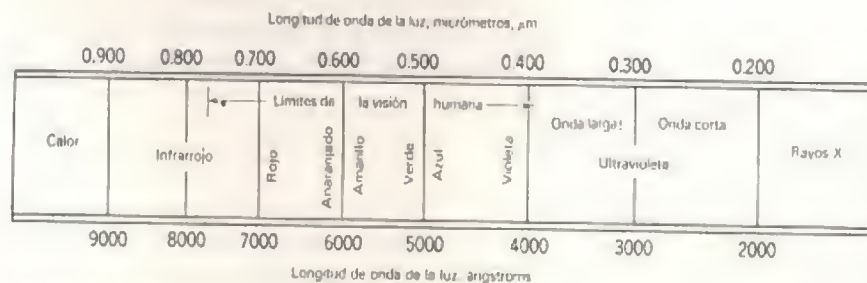 Longitud de onda de la luz, micrómetros, μm
0.900 0.800 0.700 0.600 0.500 0.400 0.300 0.200
Límites de la visión humana
Calor
Infrarrojo
Rojo
Anaranjado
Amarillo
Verde
Azul
Violeta
Onda larga
Onda corta
Ultravioleta
Rayos X
9000 8000 7000 6000 5000 4000 3000 2000
Longitud de onda de la luz, angstroms